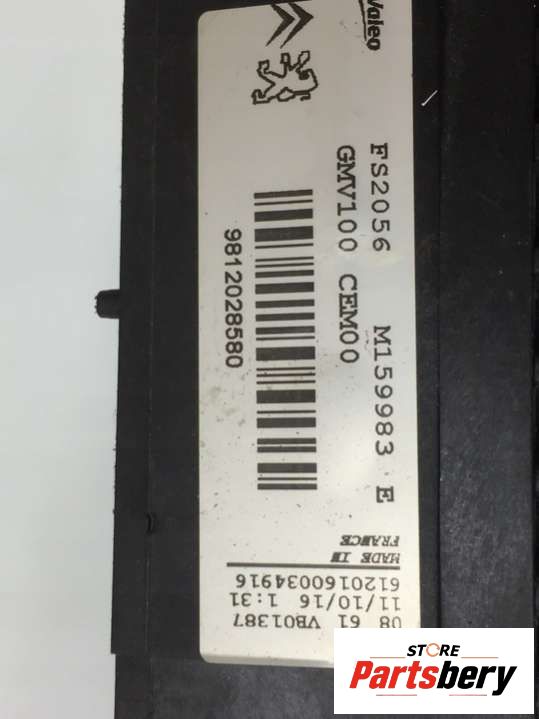 Valeo
FS2056 M159983 E
GMV100 CEM00
9812028580
MADE IN
FRANCE
08 61 VB01387
11/10/16 1:31
6120160034916
STORE
Partsbery